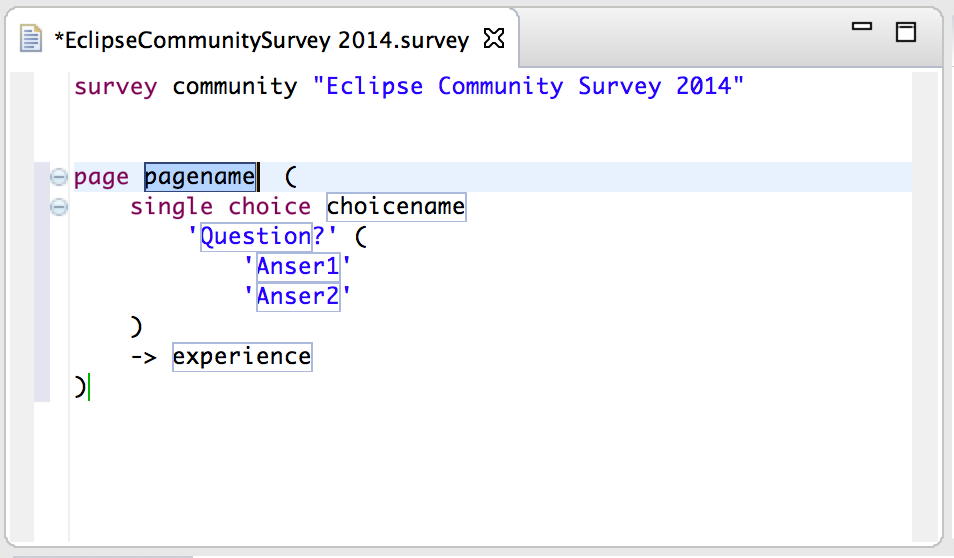 *EclipseCommunitySurvey 2014.survey
survey community "Eclipse Community Survey 2014"
page pagename  (
single choice choicename
'Question?' (
'Anser1'
'Anser2'
)
-> experience
)